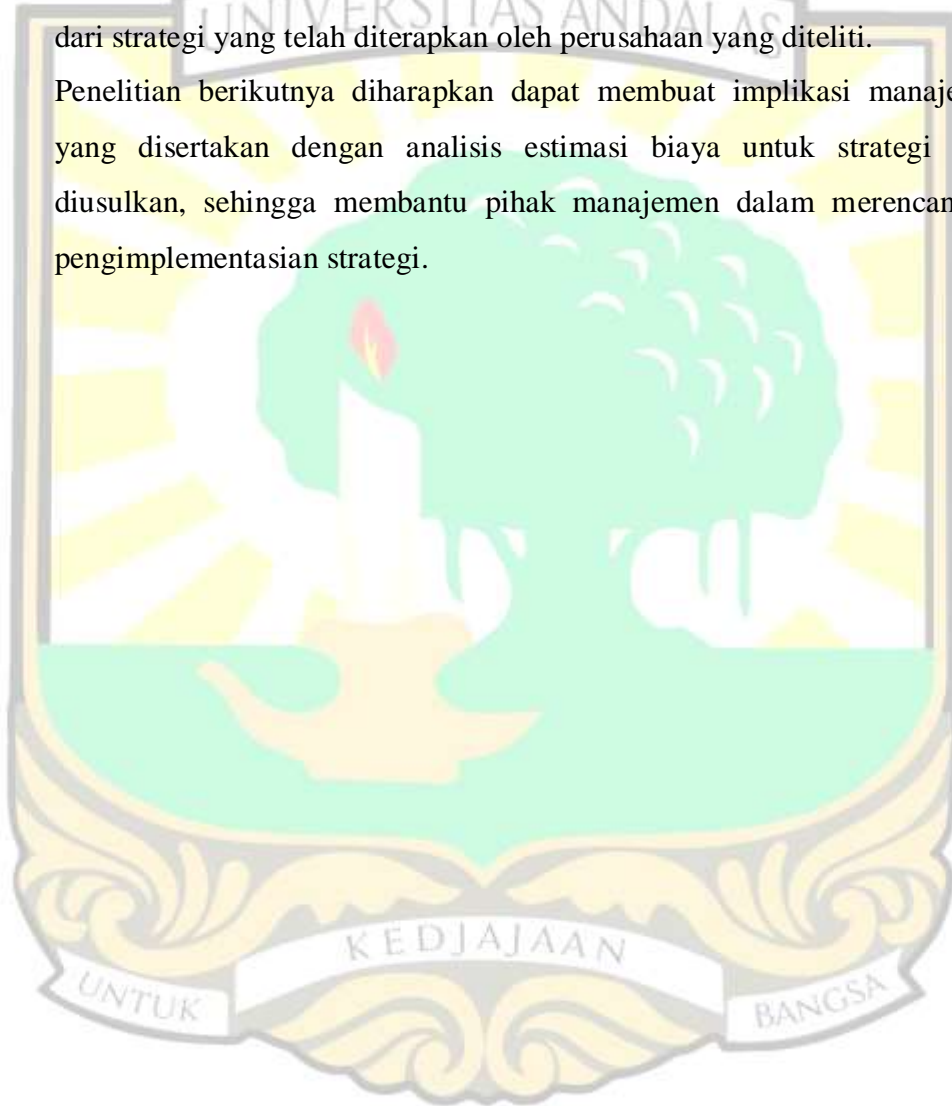 UNIVERSITAS ANDALAS
dari strategi yang telah diterapkan oleh perusahaan yang diteliti.
Penelitian berikutnya diharapkan dapat membuat implikasi
yang disertakan dengan analisis estimasi biaya untuk strategi
diusulkan, sehingga membantu pihak manajemen dalam
pengimplementasian strategi.
UNTUK
KEDJAJAAN
BANGSA